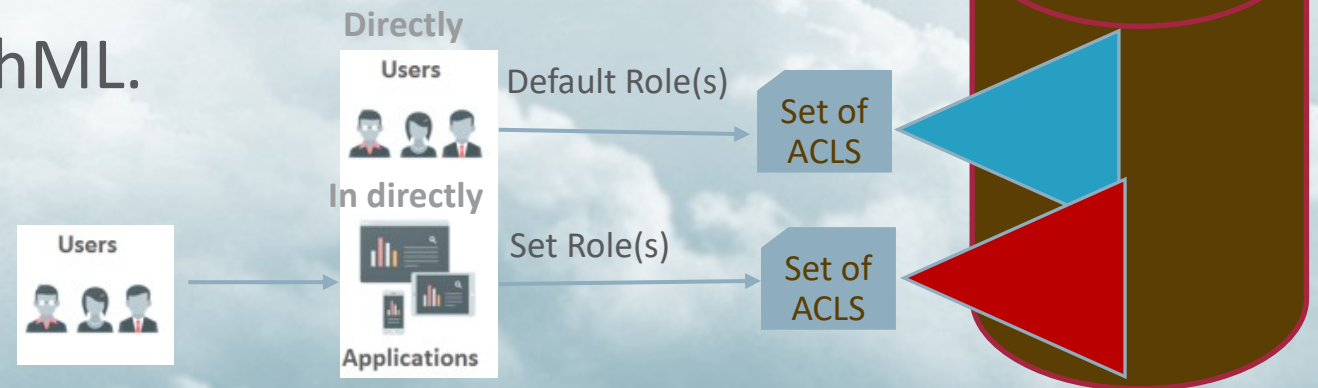 hML.
Directly
Users
Default Role(s)
Set of
ACLS
In directly
Users
Set Role(s)
Set of
ACLS
Applications